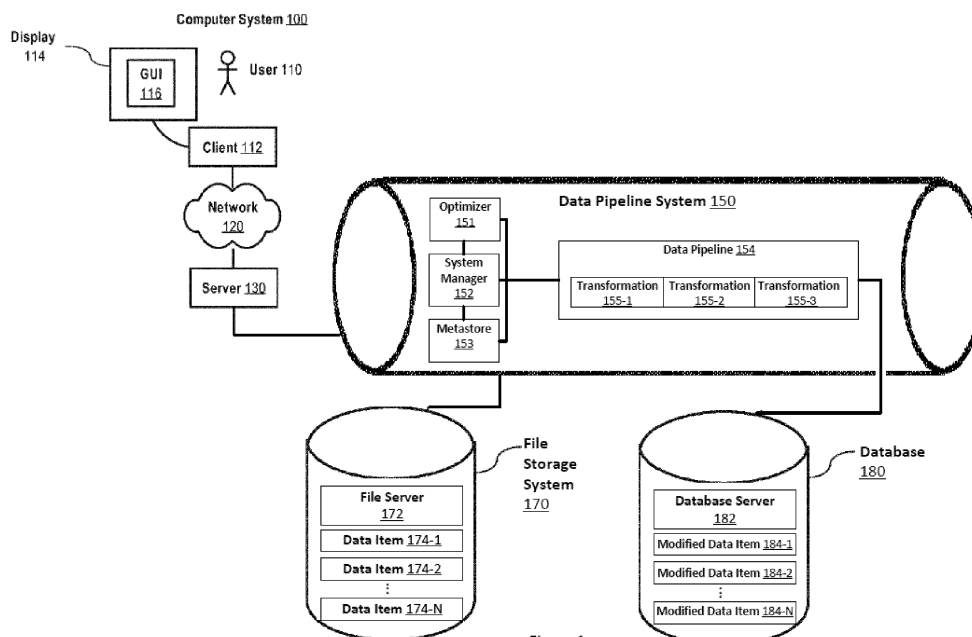 Computer System 100
Display
114
GUI
116
User 110
Client 112
Network
120
Server 130
Data Pipeline System 150
Optimizer
151
System
Manager
152
Metastore
153
Data Pipeline 154
Transformation
155-1
Transformation
155-2
Transformation
155-3
File
Storage
System
170
File Server
172
Data Item 174-1
Data Item 174-2
Data Item 174-N
Database
180
Database Server
182
Modified Data Item 184-1
Modified Data Item 184-2
Modified Data Item 184-N